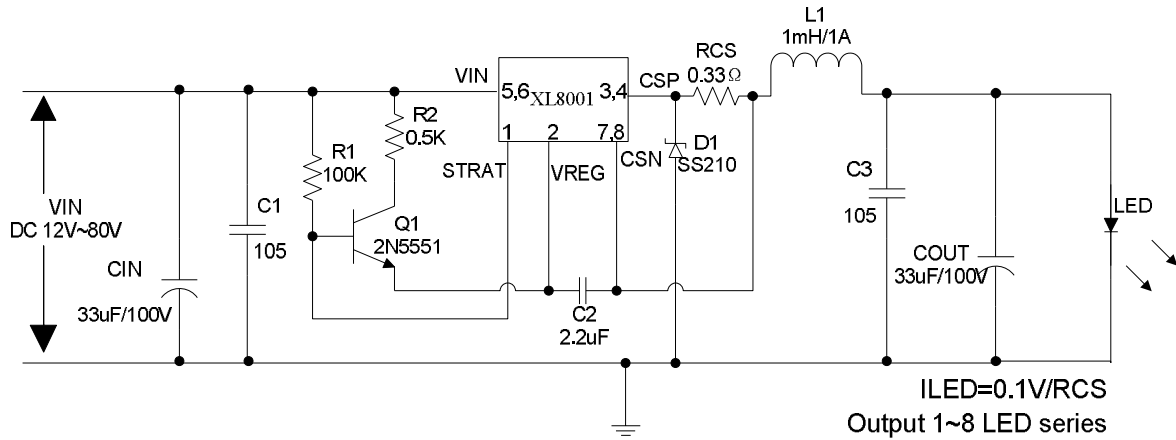 L1
1mH/1A
RCS
0.33Ω
VIN
5,6
XL8001
3,4
CSP
1
2
7,8
R2
0.5K
R1
100K
STRAT
VREG
CSN
D1
SS210
C3
105
VIN
DC 12V~80V
C1
105
Q1
2N5551
LED
CIN
33uF/100V
COUT
33uF/100V
C2
2.2uF
ILED=0.1V/RCS
Output 1~8 LED series